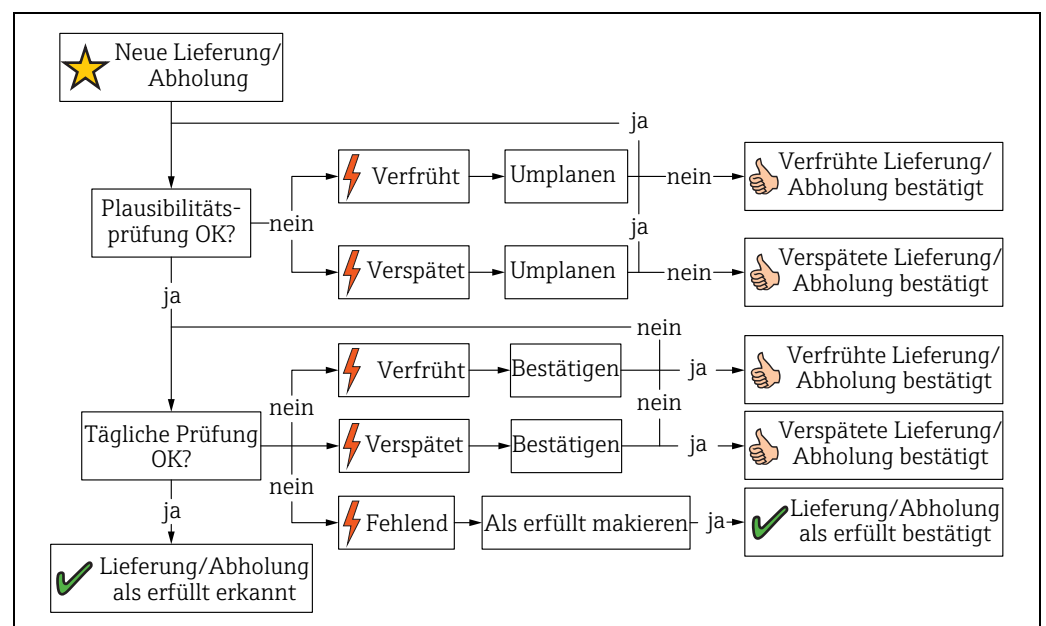 Neue Lieferung/
Abholung
ja
Verfrüht
Umplanen
nein
Verfrühte Lieferung/
Abholung bestätigt
Plausibilitäts-
prüfung OK?
nein
ja
Verspätet
Umplanen
nein
Verspätete Lieferung/
Abholung bestätigt
ja
nein
Verfrüht
Bestätigen
ja
Verfrühte Lieferung/
Abholung bestätigt
nein
nein
Tägliche Prüfung
OK?
Verspätet
Bestätigen
ja
Verspätete Lieferung/
Abholung bestätigt
nein
ja
Fehlend
Als erfüllt makieren
ja
Lieferung/Abholung
als erfüllt bestätigt
Lieferung/Abholung
als erfüllt erkannt